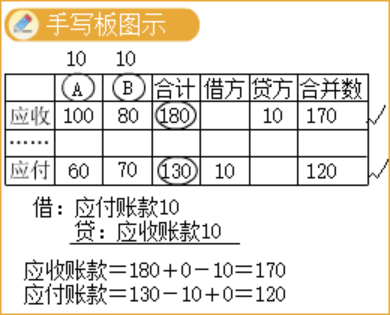 手写板图示
10 10
A B 合计 借方 贷方 合并数
应收 100 80 180 10 170 ✓
……
应付 60 70 130 10 120 ✓
借：应付账款10
贷：应收账款10
应收账款＝180＋0－10＝170
应付账款＝130－10＋0＝120